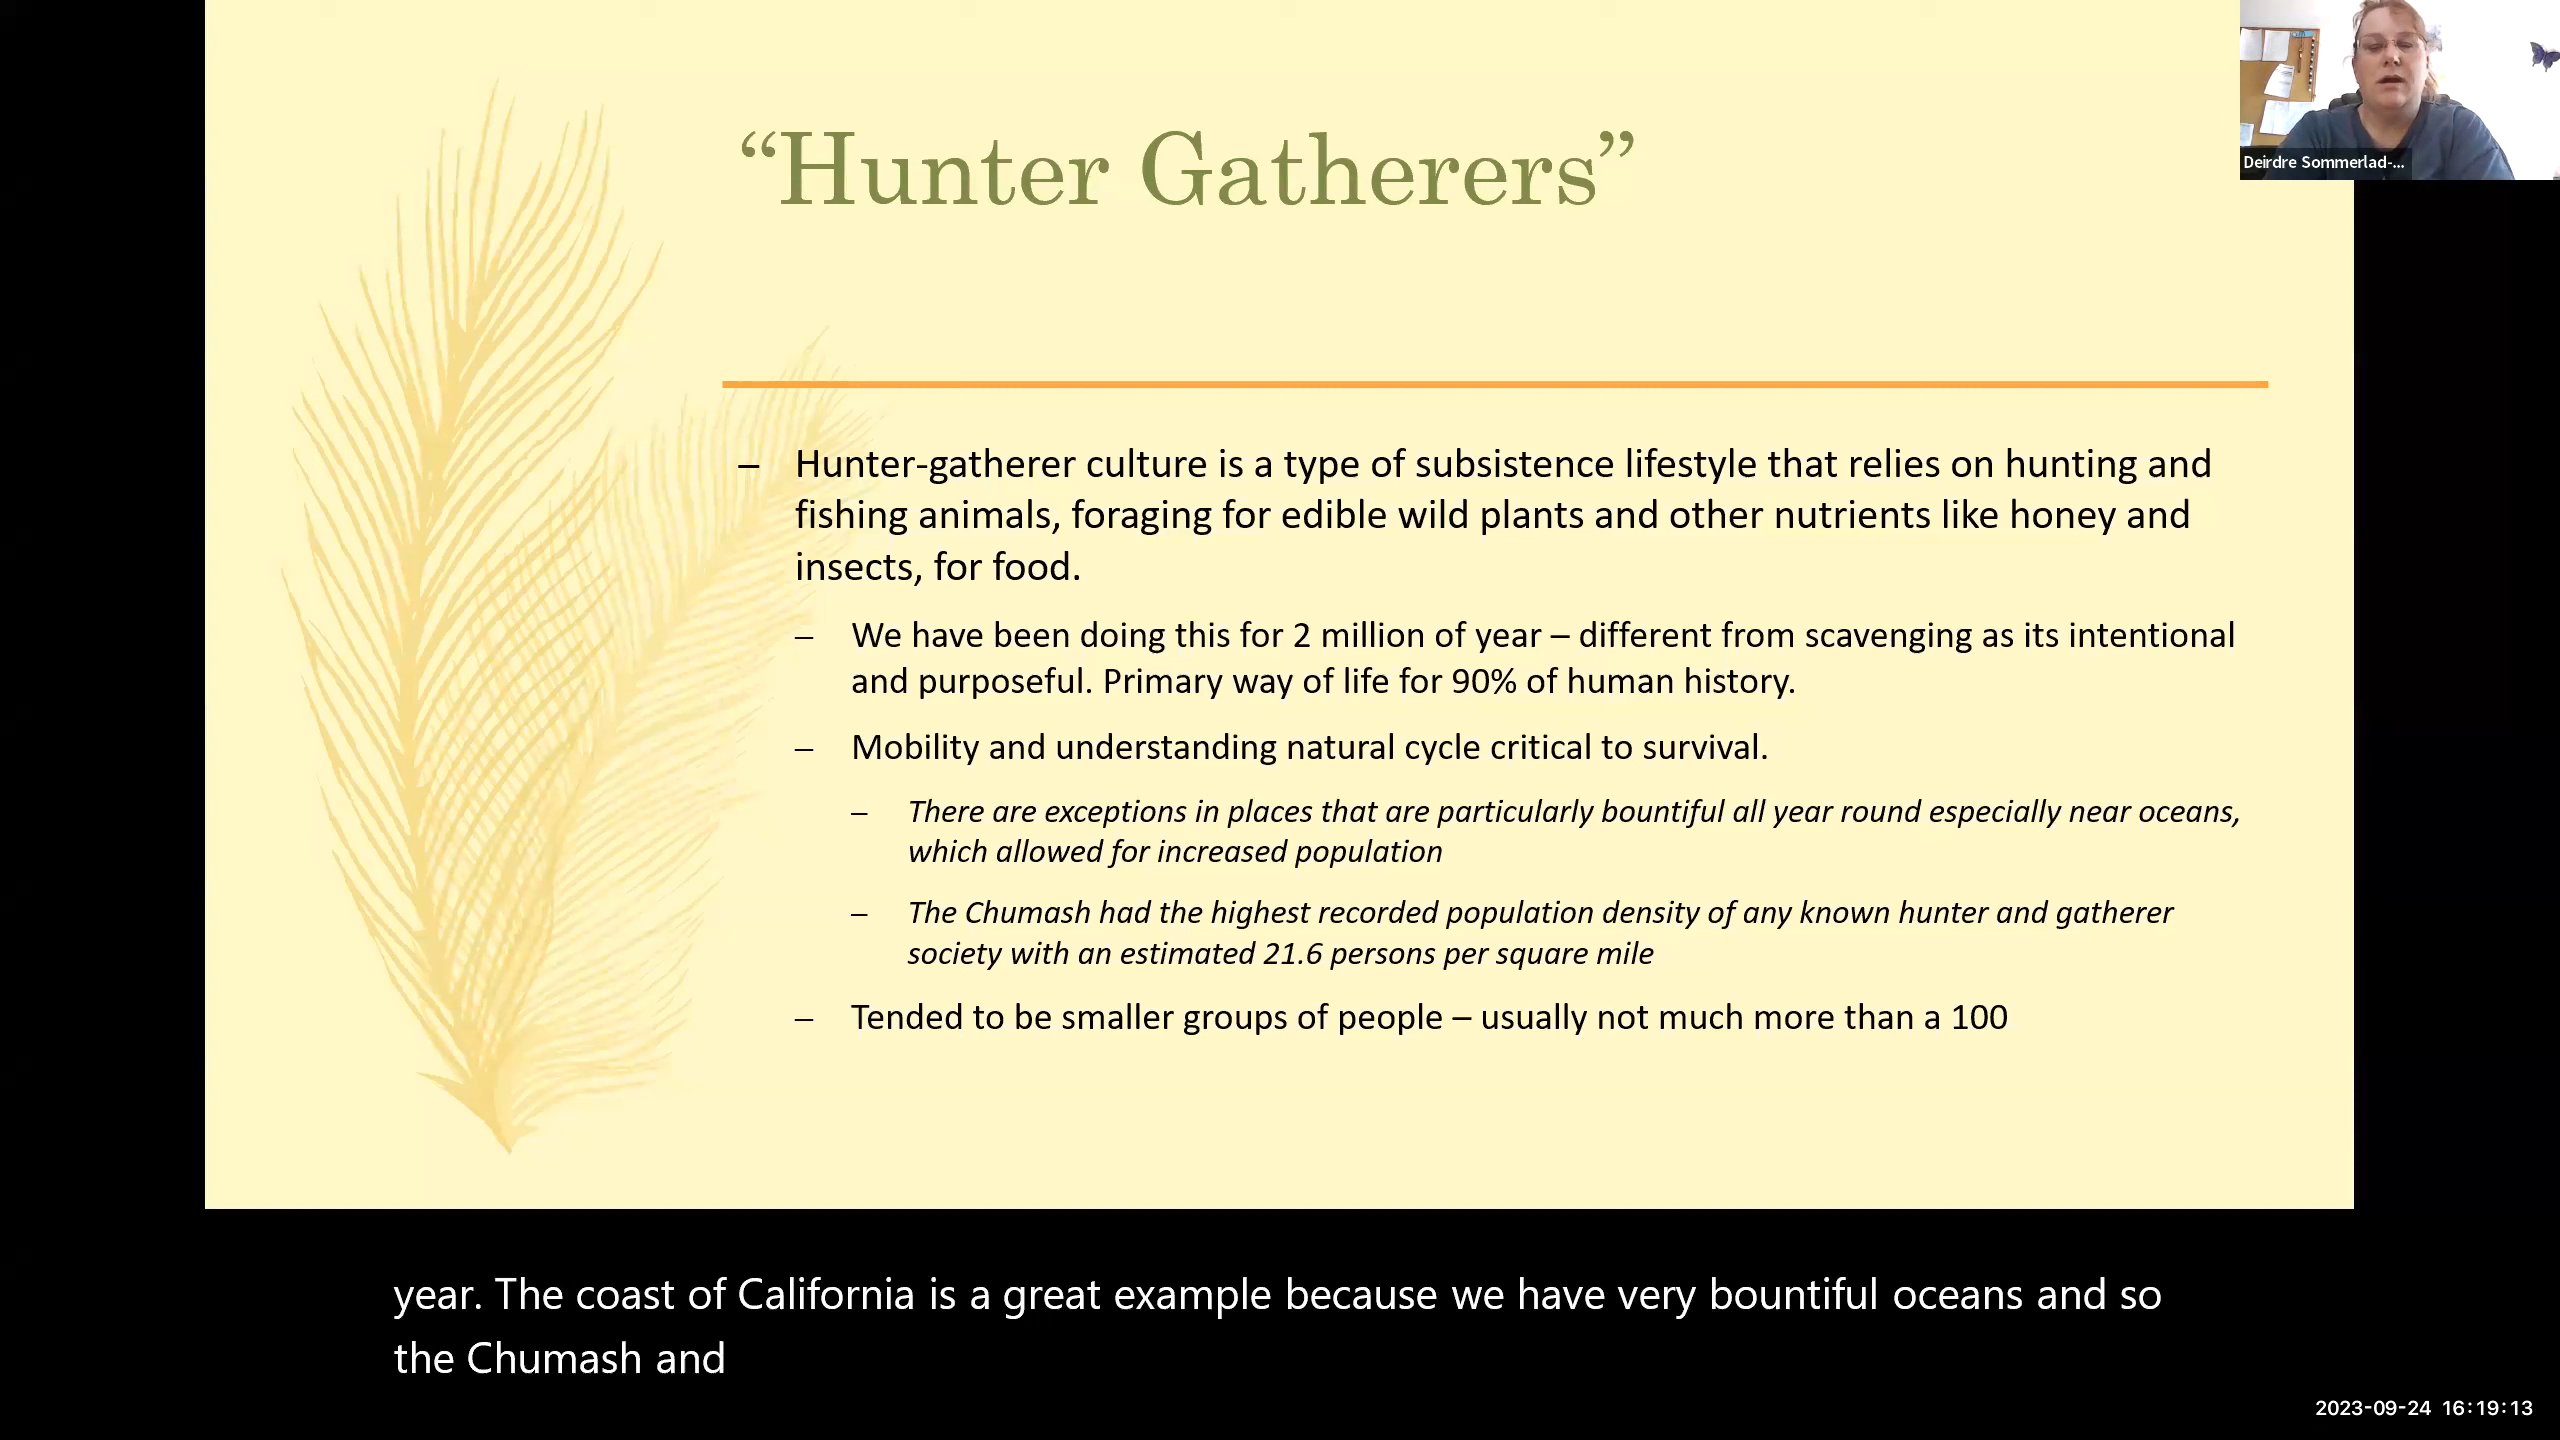 “Hunter Gatherers”
Deirdre Sommerlad-...
– Hunter-gatherer culture is a type of subsistence lifestyle that relies on hunting and
fishing animals, foraging for edible wild plants and other nutrients like honey and
insects, for food.
– We have been doing this for 2 million of year – different from scavenging as its intentional
and purposeful. Primary way of life for 90% of human history.
– Mobility and understanding natural cycle critical to survival.
– There are exceptions in places that are particularly bountiful all year round especially near oceans,
which allowed for increased population
– The Chumash had the highest recorded population density of any known hunter and gatherer
society with an estimated 21.6 persons per square mile
– Tended to be smaller groups of people – usually not much more than a 100
year. The coast of California is a great example because we have very bountiful oceans and so
the Chumash and
2023-09-24 16:19:13